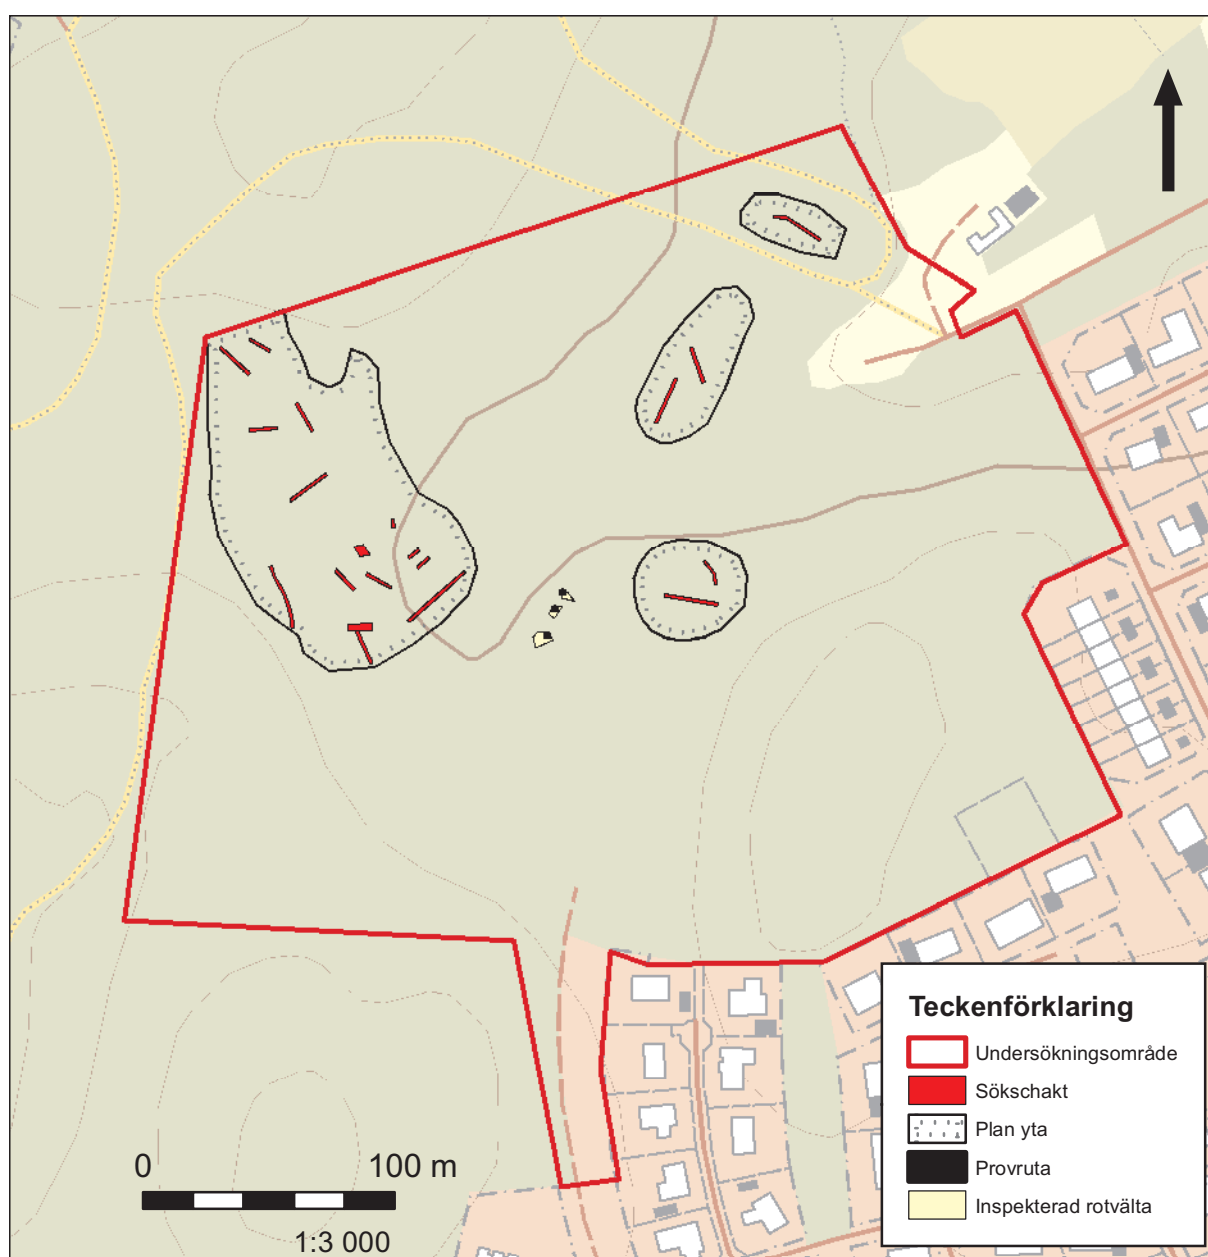 Teckenförklaring
Undersökningsområde
Sökschakt
Plan yta
Provruta
Inspekterad rotvälta
0 100 m
1:3 000